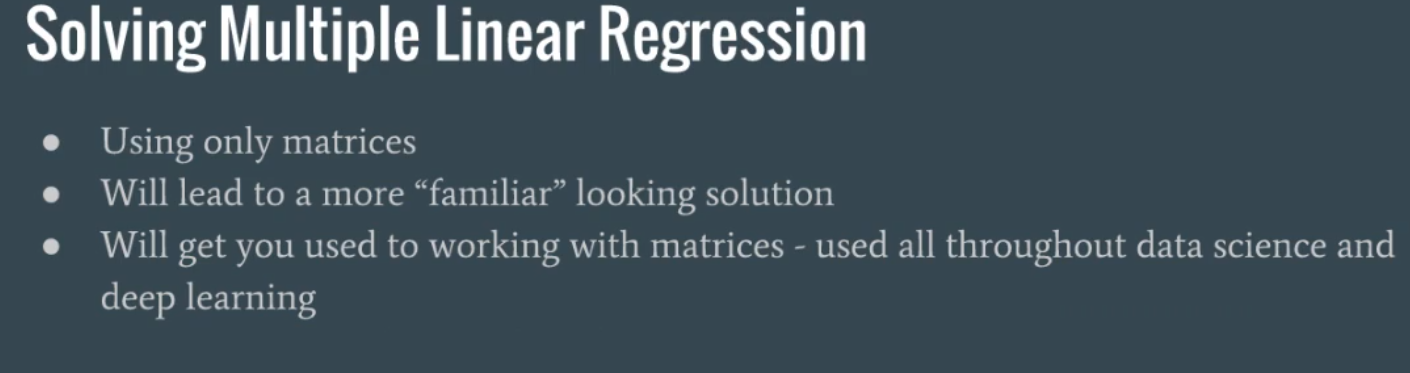 Solving Multiple Linear Regression
● Using only matrices
● Will lead to a more “familiar” looking solution
● Will get you used to working with matrices - used all throughout data science and
deep learning